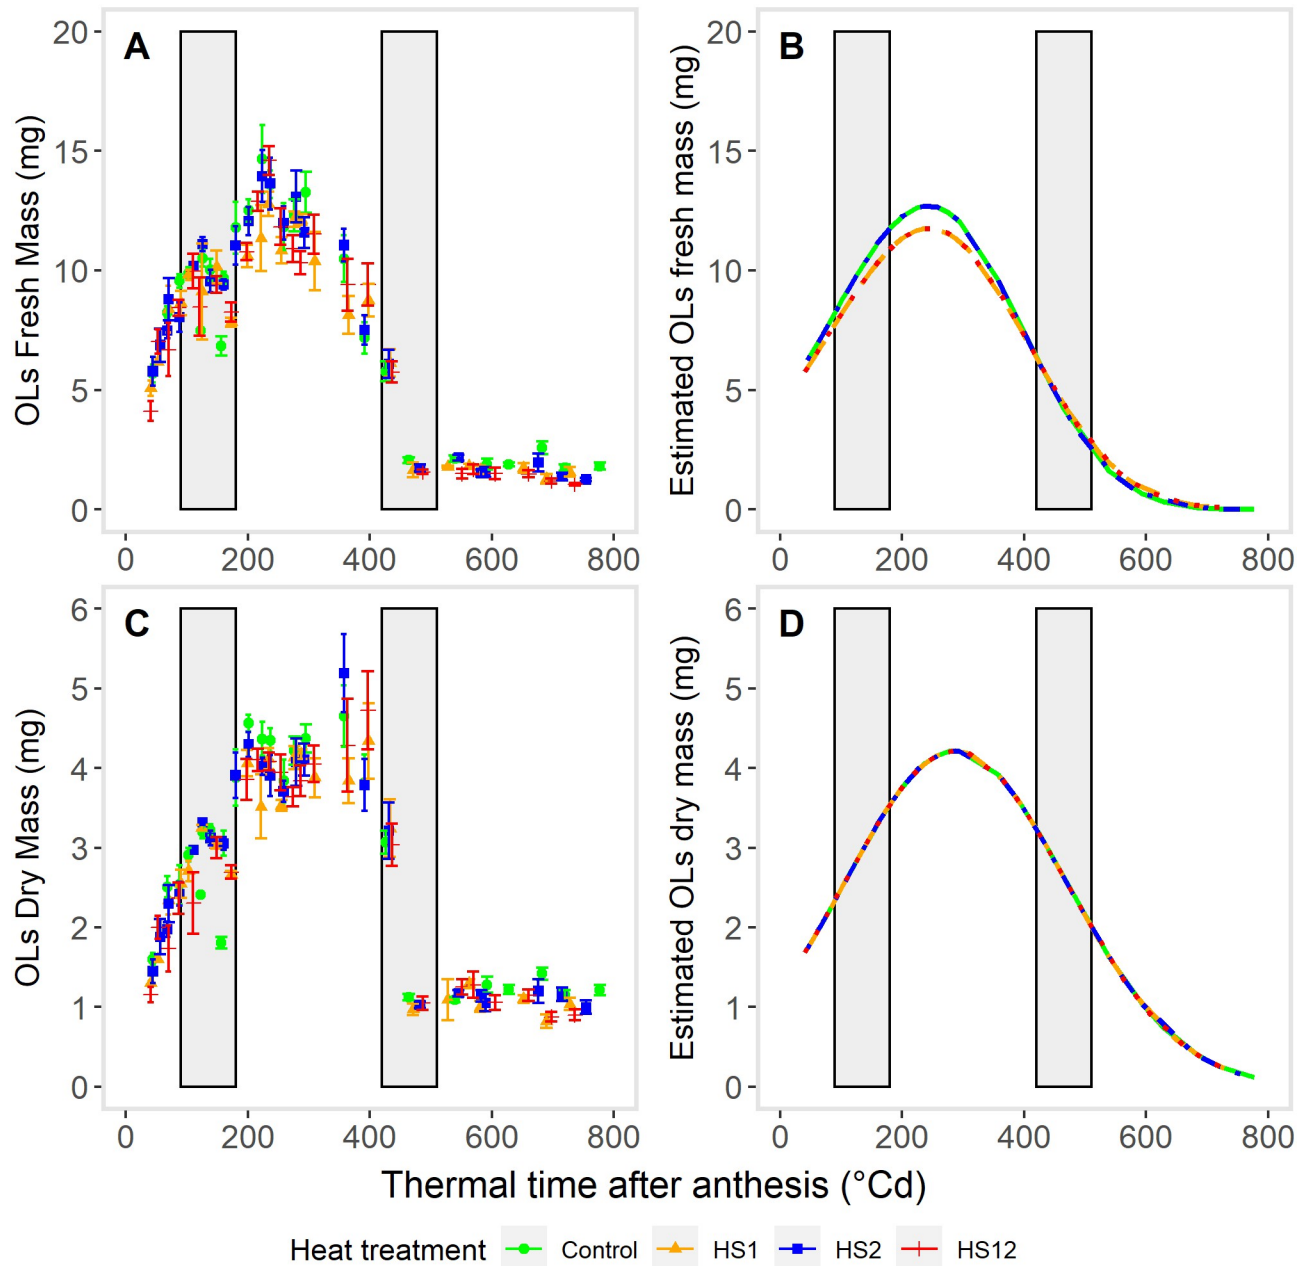 A
B
OLs Fresh Mass (mg)
20
15
10
5
0
0 200 400 600 800
Estimated OLs fresh mass (mg)
20
15
10
5
0
0 200 400 600 800
C
D
OLs Dry Mass (mg)
6
5
4
3
2
1
0
0 200 400 600 800
Estimated OLs dry mass (mg)
6
5
4
3
2
1
0
0 200 400 600 800
Thermal time after anthesis (°Cd)
Heat treatment Control HS1 HS2 HS12